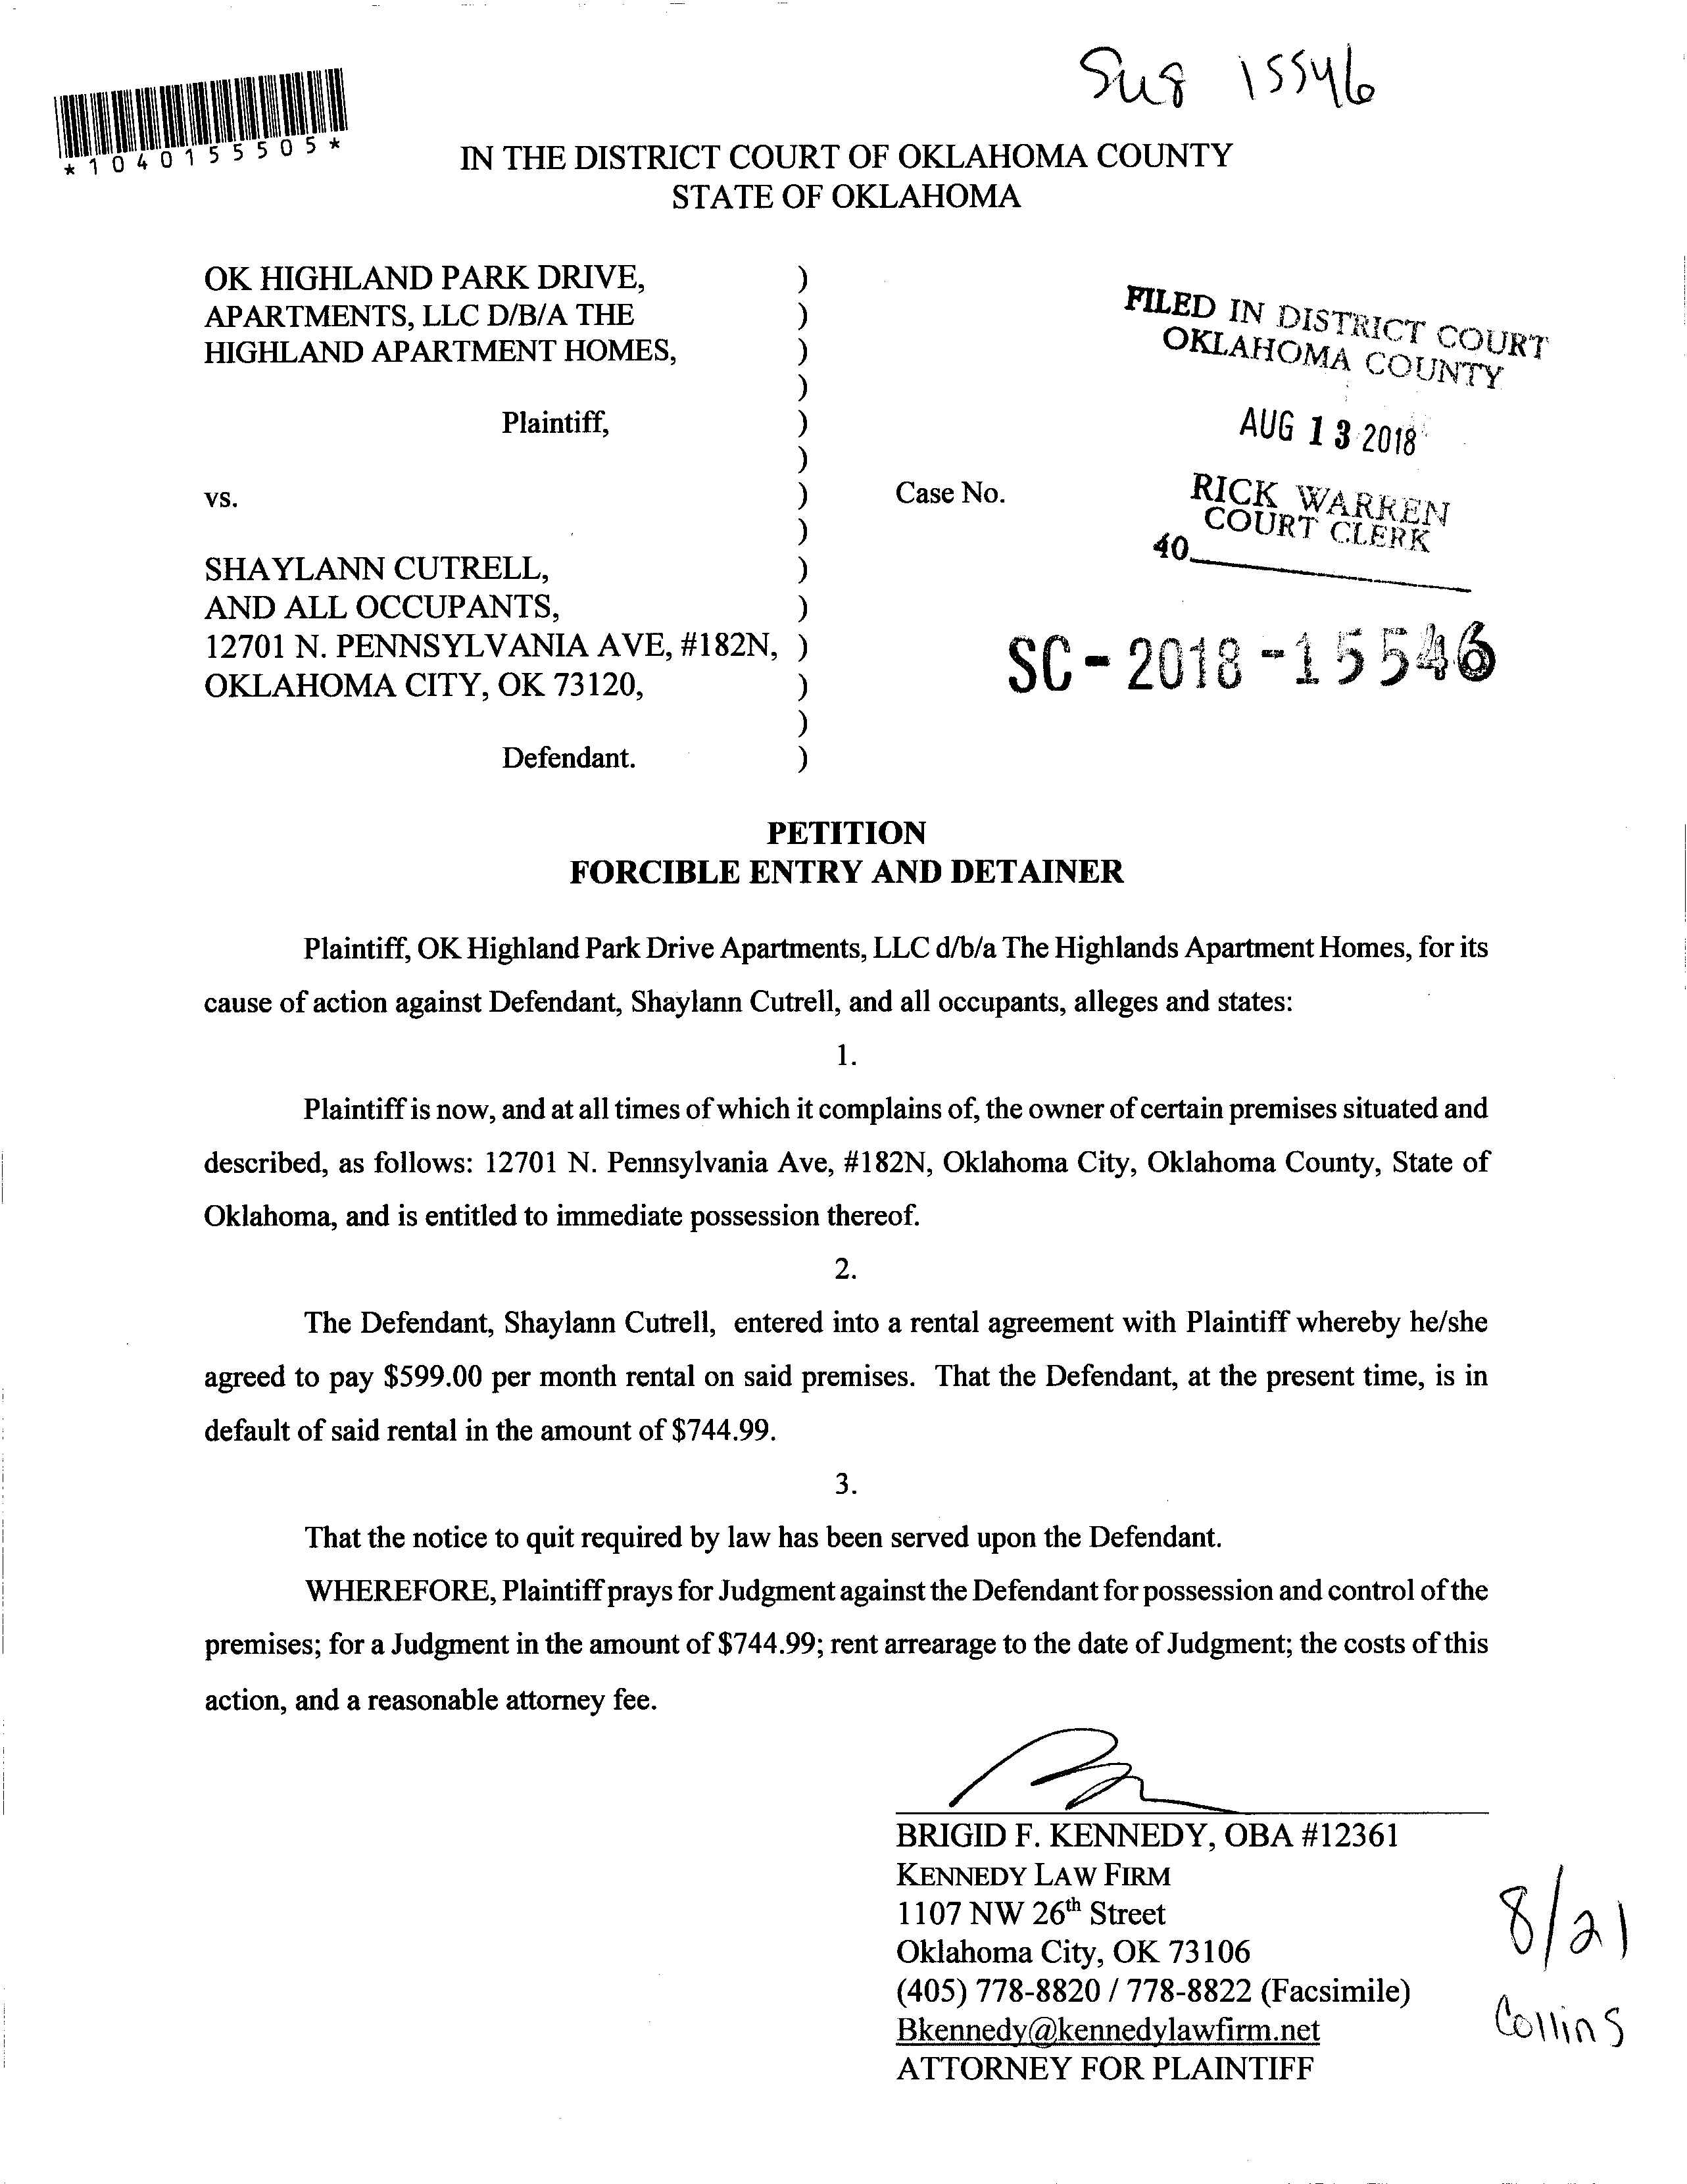 15546
*1040155505*
IN THE DISTRICT COURT OF OKLAHOMA COUNTY
STATE OF OKLAHOMA
OK HIGHLAND PARK DRIVE, )
APARTMENTS, LLC D/B/A THE )
HIGHLAND APARTMENT HOMES, )
)
Plaintiff, )
)
vs. )
)
SHAYLANN CUTRELL, )
AND ALL OCCUPANTS, )
12701 N. PENNSYLVANIA AVE, #182N, )
OKLAHOMA CITY, OK 73120, )
)
Defendant. )
FILED IN DISTRICT COURT
OKLAHOMA COUNTY
AUG 13 2018
Case No.
RICK WARREN
COURT CLERK
40
SC-2018-15546
PETITION
FORCIBLE ENTRY AND DETAINER
Plaintiff, OK Highland Park Drive Apartments, LLC d/b/a The Highlands Apartment Homes, for its
cause of action against Defendant, Shaylann Cutrell, and all occupants, alleges and states:
1.
Plaintiff is now, and at all times of which it complains of, the owner of certain premises situated and
described, as follows: 12701 N. Pennsylvania Ave, #182N, Oklahoma City, Oklahoma County, State of
Oklahoma, and is entitled to immediate possession thereof.
2.
The Defendant, Shaylann Cutrell, entered into a rental agreement with Plaintiff whereby he/she
agreed to pay $599.00 per month rental on said premises. That the Defendant, at the present time, is in
default of said rental in the amount of $744.99.
3.
That the notice to quit required by law has been served upon the Defendant.
WHEREFORE, Plaintiff prays for Judgment against the Defendant for possession and control of the
premises; for a Judgment in the amount of $744.99; rent arrearage to the date of Judgment; the costs of this
action, and a reasonable attorney fee.
BRIGID F. KENNEDY, OBA #12361
KENNEDY LAW FIRM
1107 NW 26th Street
Oklahoma City, OK 73106
(405) 778-8820 / 778-8822 (Facsimile)
Bkennedy@kennedylawfirm.net
ATTORNEY FOR PLAINTIFF
8/21
Collins